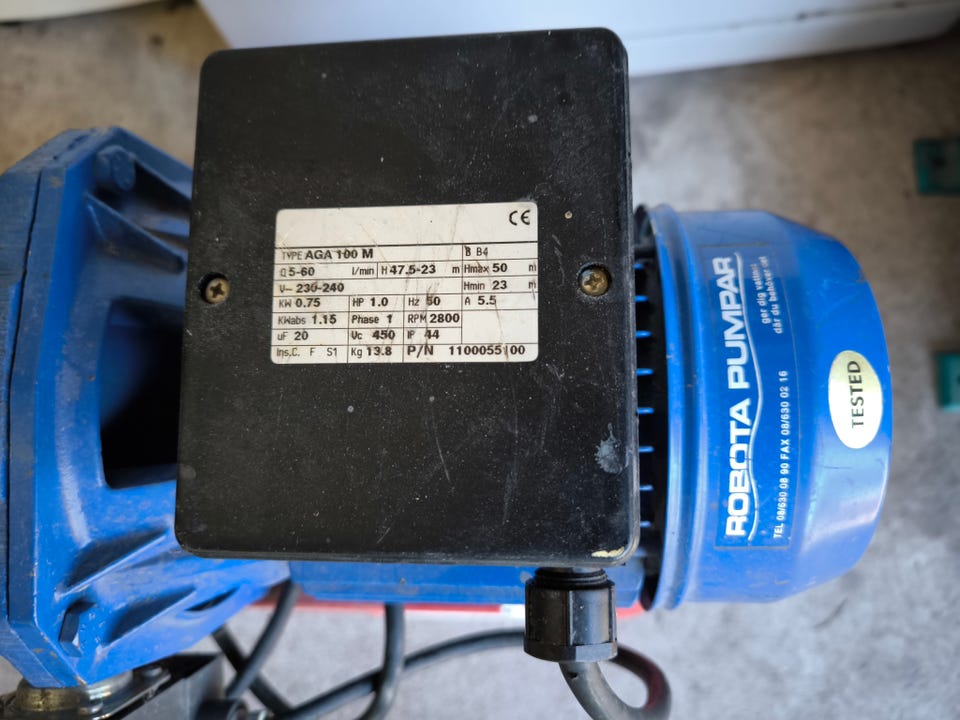 CE
TYPE AGA 100 M B B4
Q 5-60 l/min H 47.5-23 m Hmax 50 m
V~ 230-240 Hmin 23 m
KW 0.75 HP 1.0 Hz 50 A 5.5
KWabs 1.15 Phase 1 RPM 2800
uF 20 Vc 450 IP 44
Ins.C. F S1 Kg 13.8 P/N 1100055 00
ROBOTA PUMPAR
ger dig vattnet
där du behöver det
TEL 08/630 08 90 FAX 08/630 02 16
TESTED